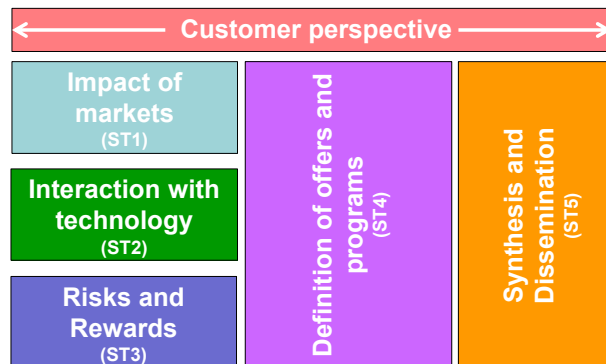 Customer perspective
Impact of
markets
(ST1)
Interaction with
technology
(ST2)
Risks and
Rewards
(ST3)
Definition of offers and
programs
(ST4)
Synthesis and
Dissemination
(ST5)